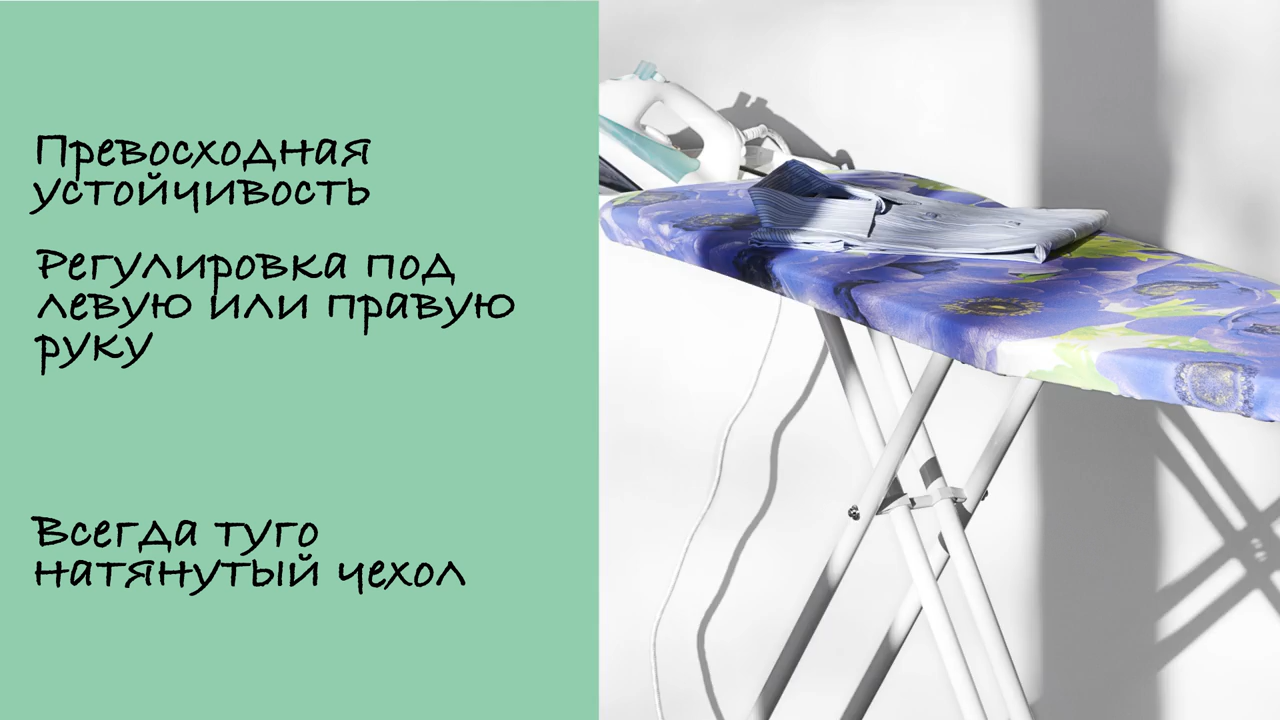 Превосходная
устойчивость
Регулировка под
левую или правую
руку
Всегда туго
натянутый чехол